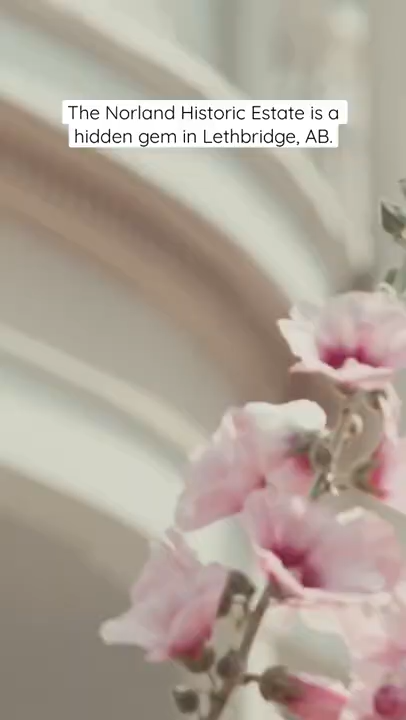 The Norland Historic Estate is a
hidden gem in Lethbridge, AB.